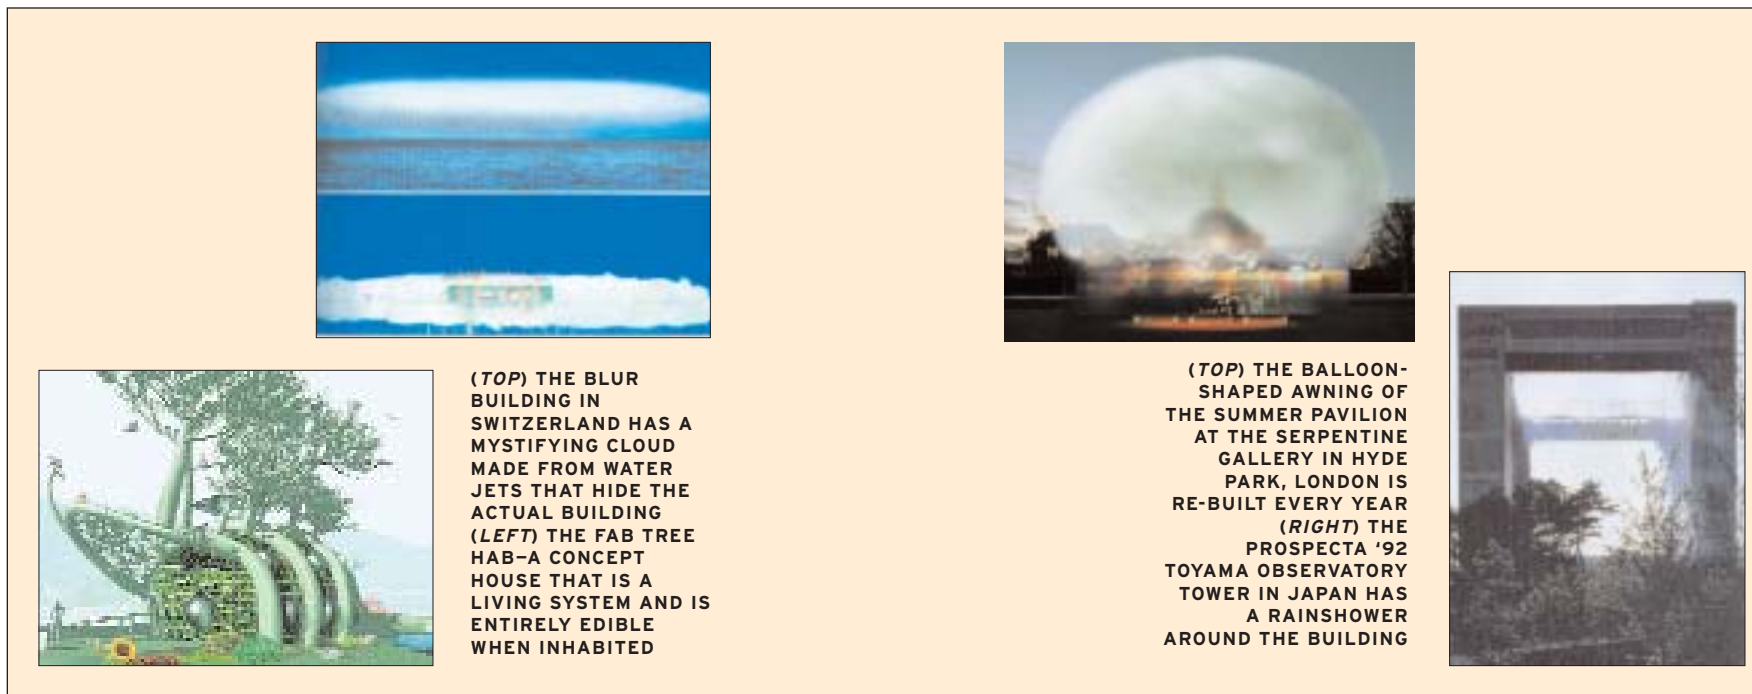 (TOP) THE BLUR
BUILDING IN
SWITZERLAND HAS A
MYSTIFYING CLOUD
MADE FROM WATER
JETS THAT HIDE THE
ACTUAL BUILDING
(LEFT) THE FAB TREE
HAB–A CONCEPT
HOUSE THAT IS A
LIVING SYSTEM AND IS
ENTIRELY EDIBLE
WHEN INHABITED
(TOP) THE BALLOON-
SHAPED AWNING OF
THE SUMMER PAVILION
AT THE SERPENTINE
GALLERY IN HYDE
PARK, LONDON IS
RE-BUILT EVERY YEAR
(RIGHT) THE
PROSPECTA ‘92
TOYAMA OBSERVATORY
TOWER IN JAPAN HAS
A RAINSHOWER
AROUND THE BUILDING